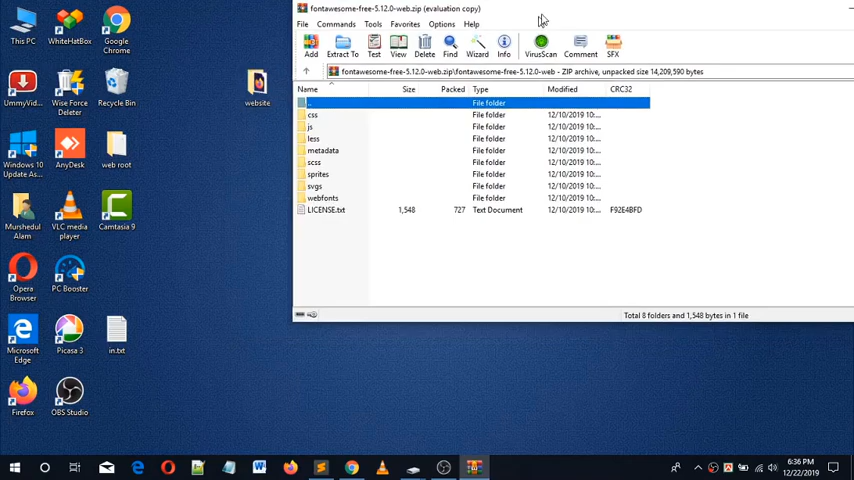 fontawesome-free-5.12.0-web.zip (evaluation copy)
File Commands Tools Favorites Options Help
Add Extract To Test View Delete Find Wizard Info VirusScan Comment SFX
fontawesome-free-5.12.0-web.zip\fontawesome-free-5.12.0-web - ZIP archive, unpacked size 14,209,590 bytes
Name Size Packed Type Modified CRC32
.. File folder
css File folder 12/10/2019 10:...
js File folder 12/10/2019 10:...
less File folder 12/10/2019 10:...
metadata File folder 12/10/2019 10:...
scss File folder 12/10/2019 10:...
sprites File folder 12/10/2019 10:...
svgs File folder 12/10/2019 10:...
webfonts File folder 12/10/2019 10:...
LICENSE.txt 1,548 727 Text Document 12/10/2019 10:... F92E4BFD
Total 8 folders and 1,548 bytes in 1 file
This PC
WhiteHatBox
Google
Chrome
UmmyVid...
Wise Force
Deleter
Recycle Bin
website
Windows 10
Update As...
AnyDesk
web root
Murshedul
Alam
VLC media
player
Camtasia 9
Opera
Browser
PC Booster
Microsoft
Edge
Picasa 3
in.txt
Firefox
OBS Studio
6:36 PM
12/22/2019